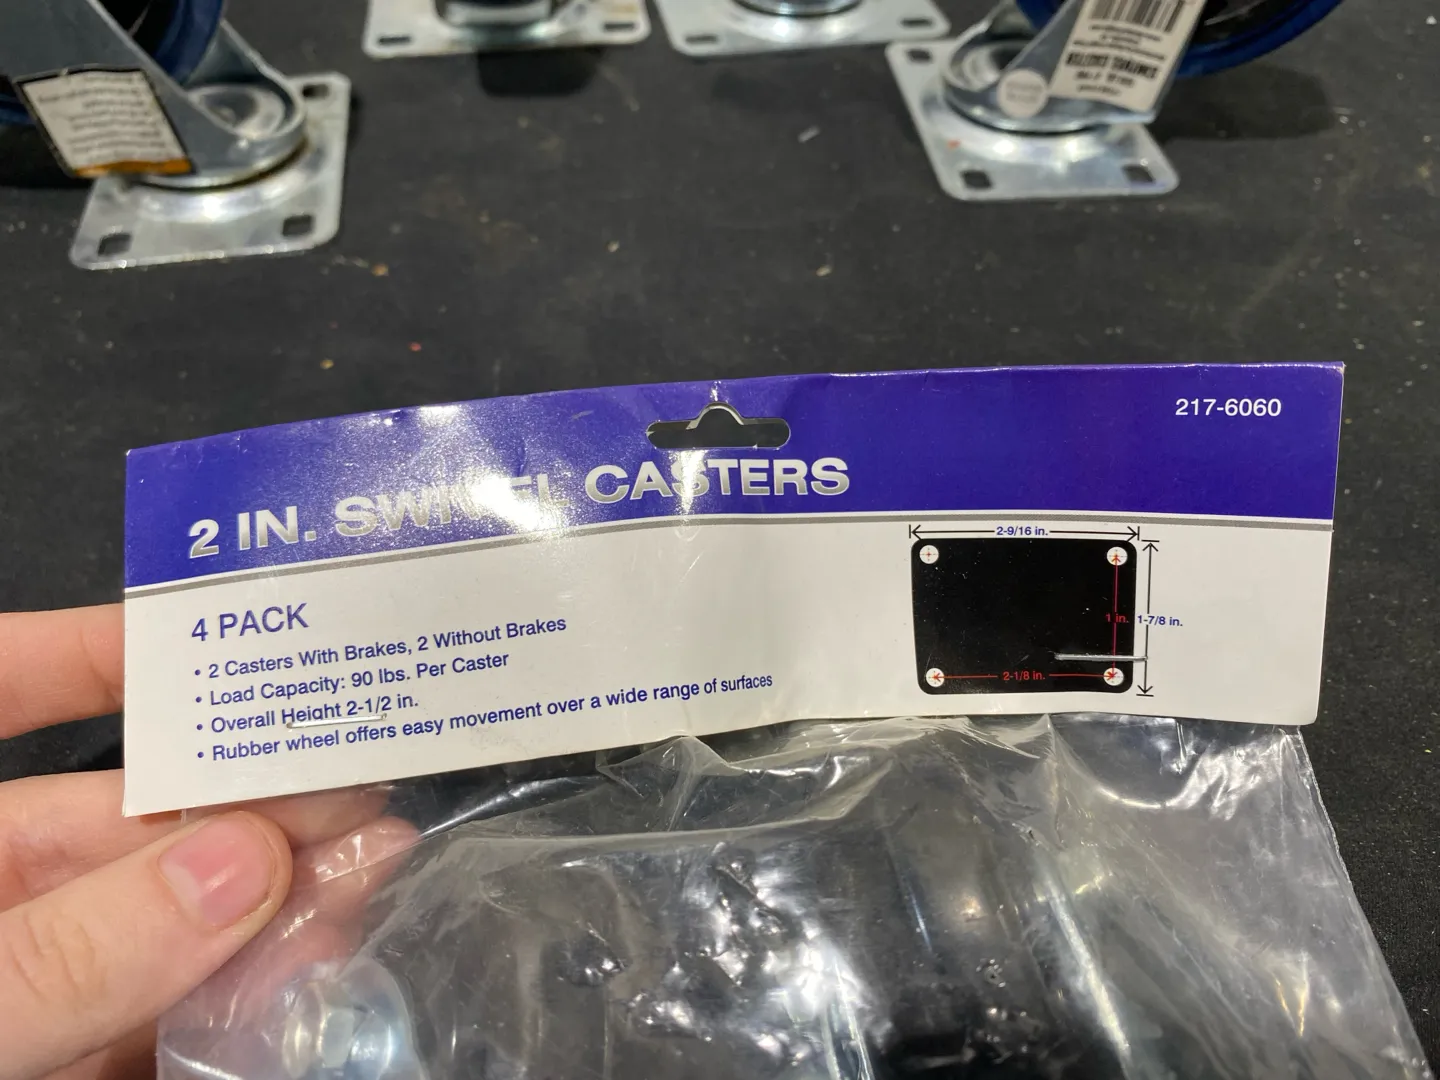 217-6060
2 IN. SWIVEL CASTERS
4 PACK
• 2 Casters With Brakes, 2 Without Brakes
• Load Capacity: 90 lbs. Per Caster
• Overall Height 2-1/2 in.
• Rubber wheel offers easy movement over a wide range of surfaces
2-9/16 in.
1 in.
1-7/8 in.
2-1/8 in.